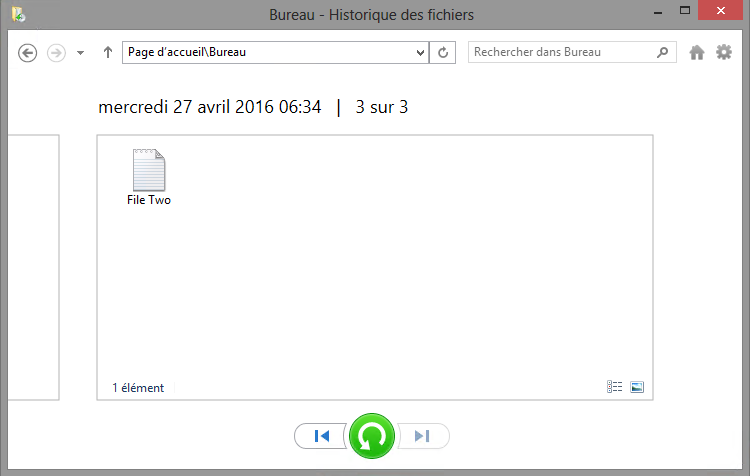 Bureau - Historique des fichiers
Page d'accueil\Bureau
Rechercher dans Bureau
mercredi 27 avril 2016 06:34 | 3 sur 3
File Two
1 élément